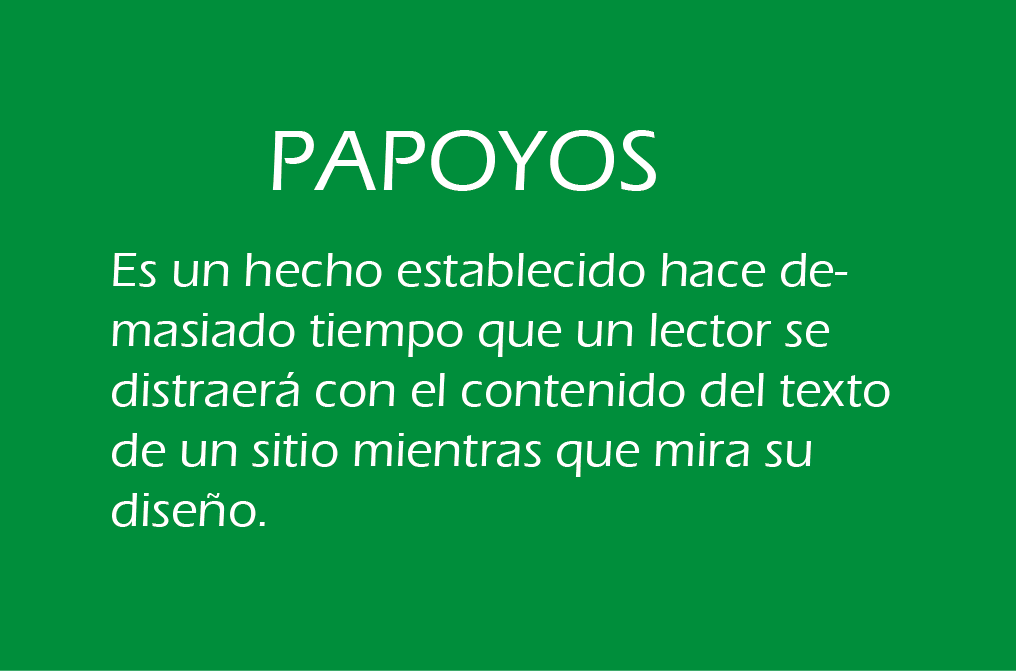 PAPOYOS
Es un hecho establecido hace de-
masiado tiempo que un lector se
distraerá con el contenido del texto
de un sitio mientras que mira su
diseño.